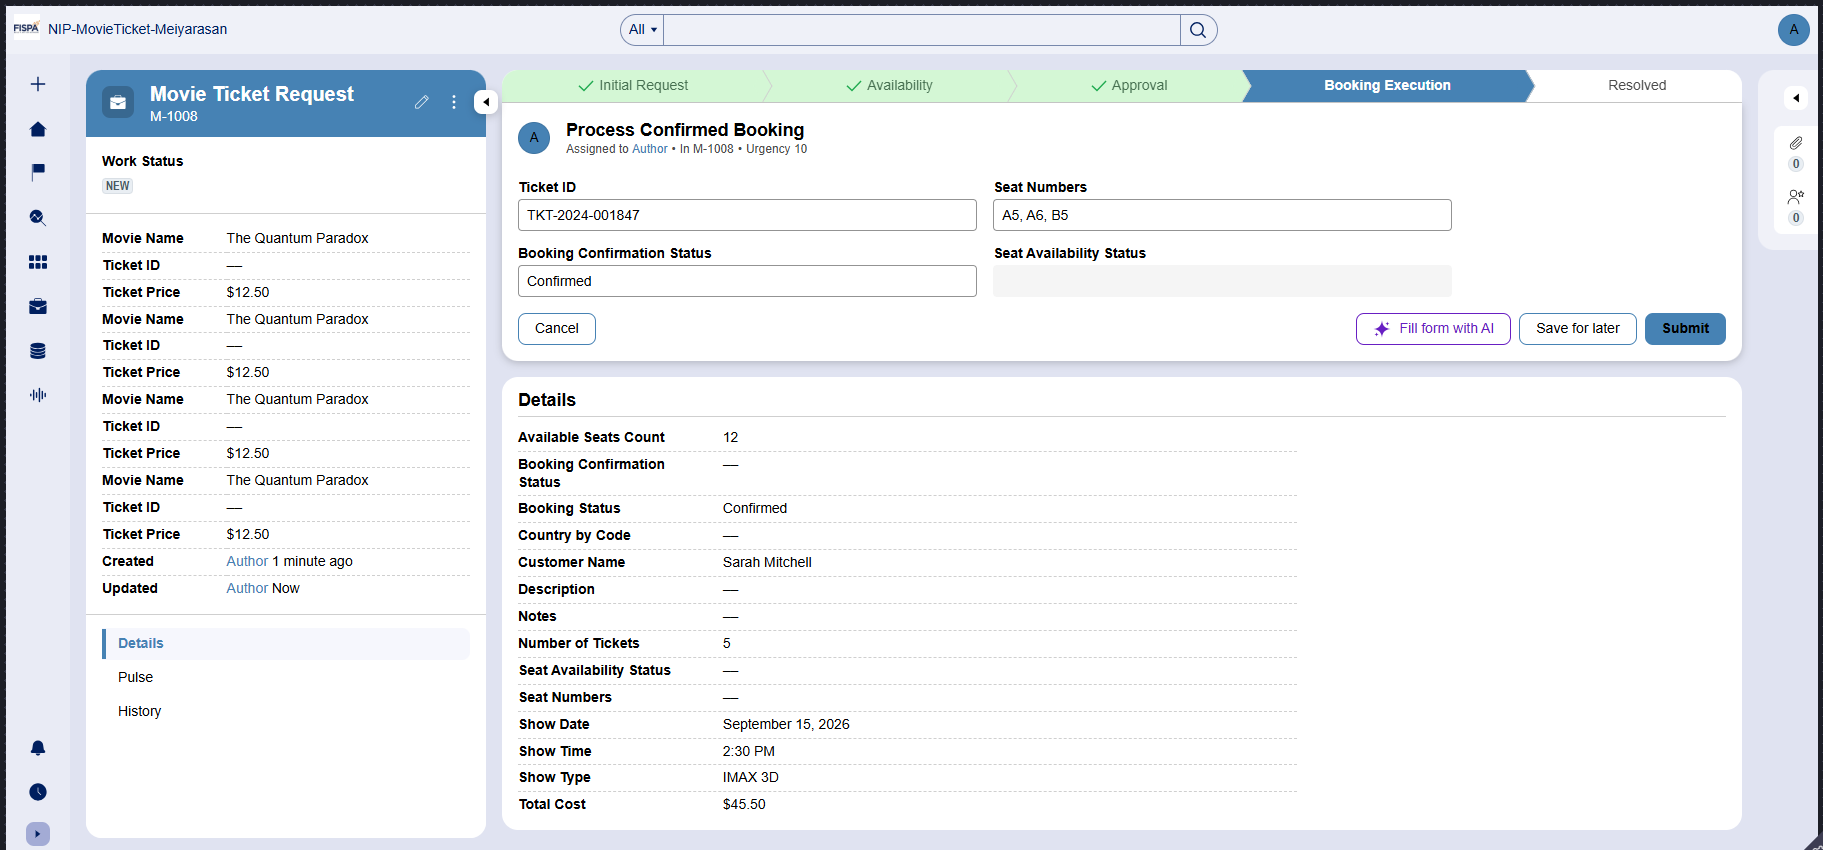 FISPA NIP-MovieTicket-Meiyarasan
All
A
Movie Ticket Request
M-1008
Work Status
NEW
Movie Name The Quantum Paradox
Ticket ID —
Ticket Price $12.50
Movie Name The Quantum Paradox
Ticket ID —
Ticket Price $12.50
Movie Name The Quantum Paradox
Ticket ID —
Ticket Price $12.50
Movie Name The Quantum Paradox
Ticket ID —
Ticket Price $12.50
Created Author 1 minute ago
Updated Author Now
Details
Pulse
History
Initial Request Availability Approval Booking Execution Resolved
A
Process Confirmed Booking
Assigned to Author • In M-1008 • Urgency 10
Ticket ID Seat Numbers
TKT-2024-001847 A5, A6, B5
Booking Confirmation Status Seat Availability Status
Confirmed
Cancel Fill form with AI Save for later Submit
Details
Available Seats Count 12
Booking Confirmation Status —
Booking Status Confirmed
Country by Code —
Customer Name Sarah Mitchell
Description —
Notes —
Number of Tickets 5
Seat Availability Status —
Seat Numbers —
Show Date September 15, 2026
Show Time 2:30 PM
Show Type IMAX 3D
Total Cost $45.50
0
0